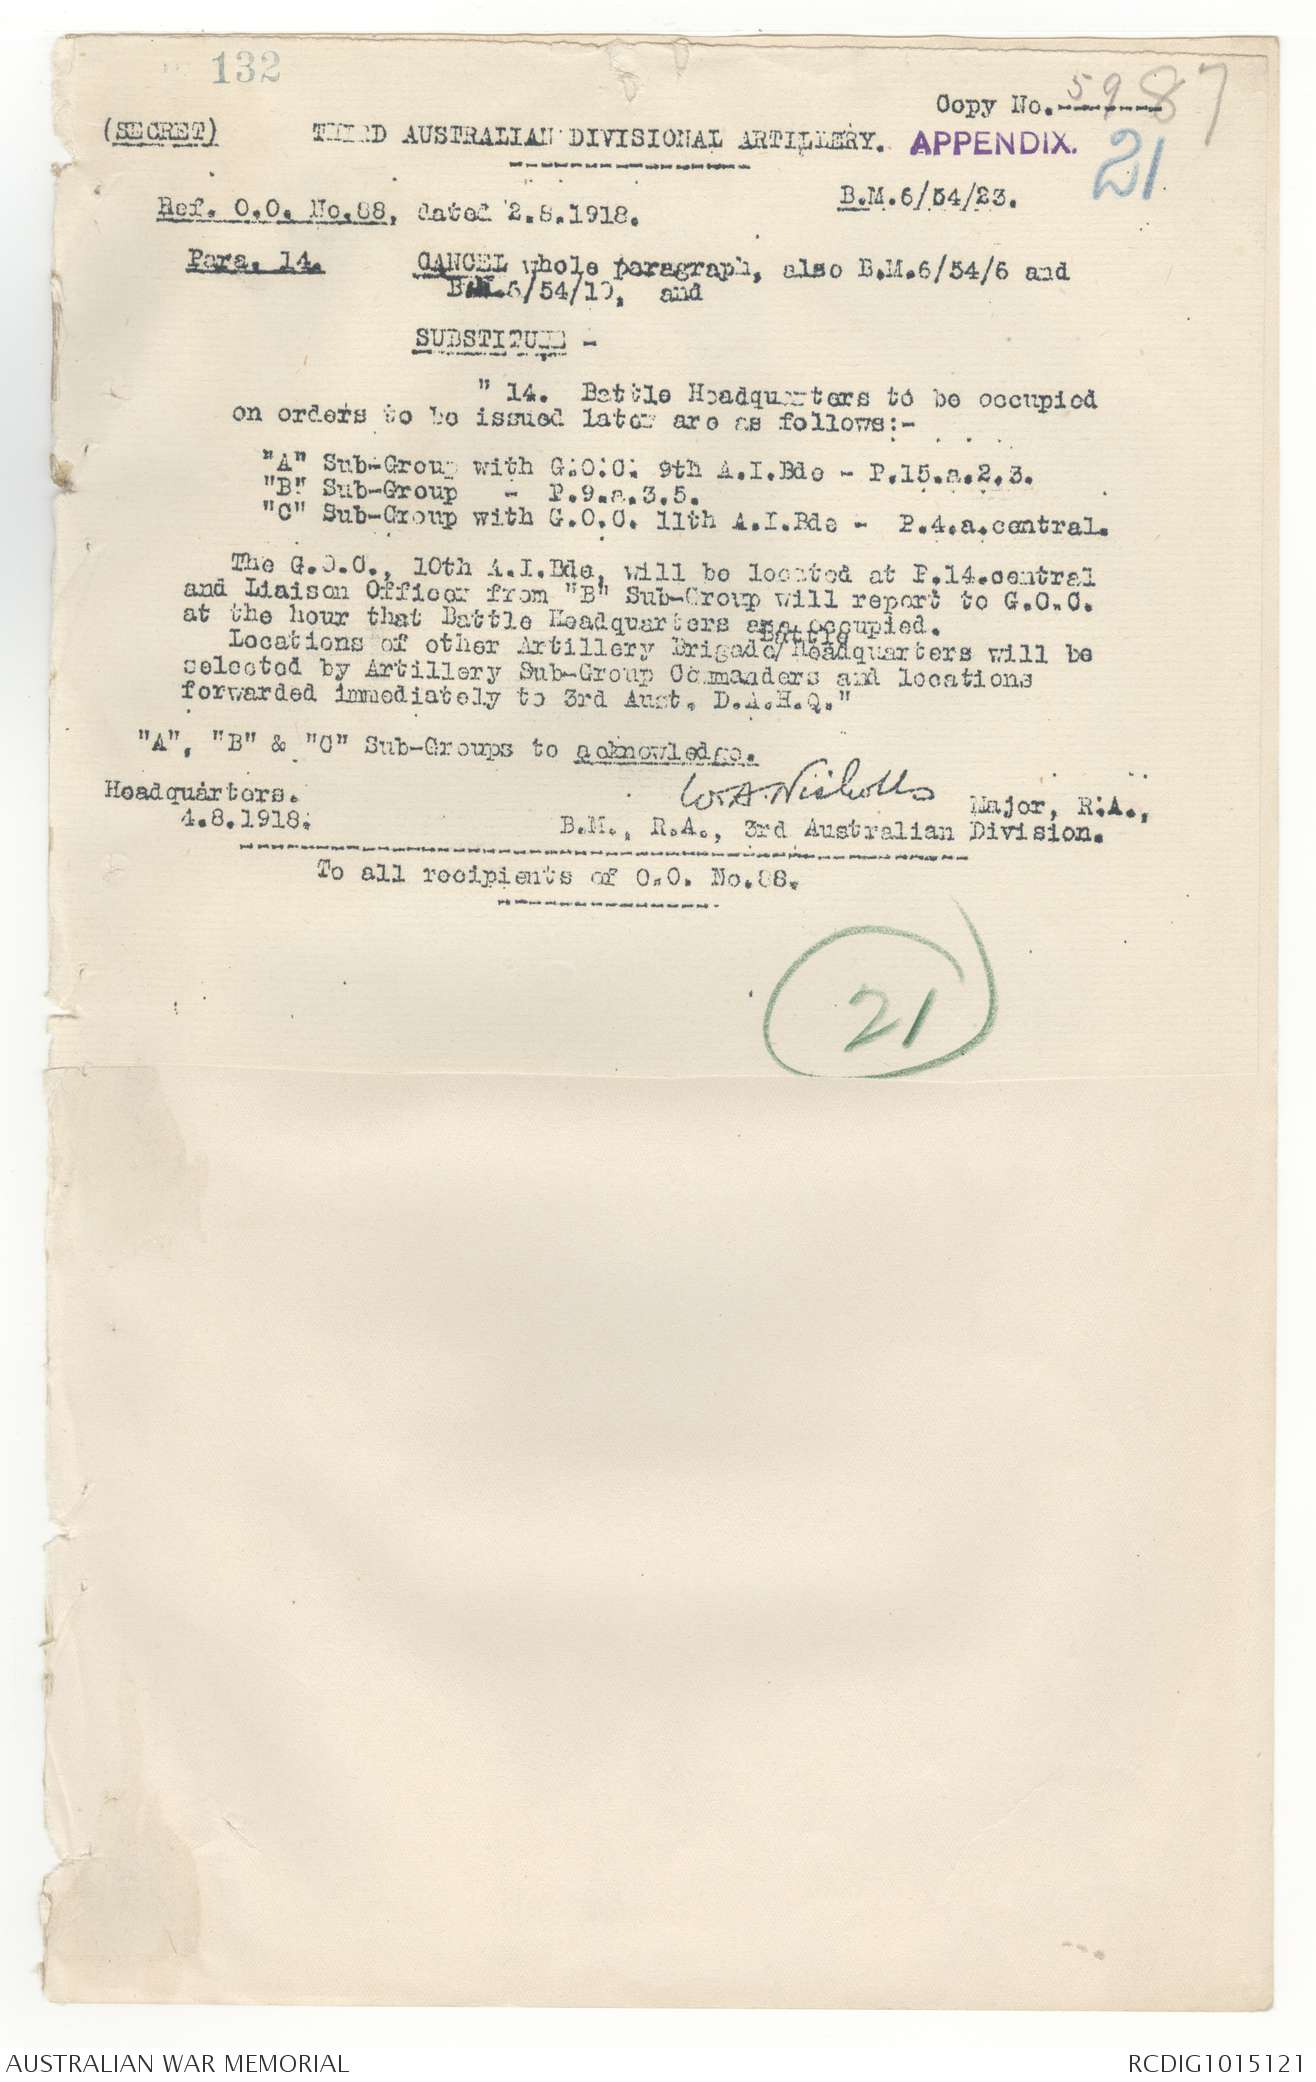 132
Copy No. 59 87
(SECRET) THIRD AUSTRALIAN DIVISIONAL ARTILLERY. APPENDIX. 21
Ref. O.O. No.88, dated 2.8.1918. B.M.6/54/23.
Para. 14. CANCEL whole paragraph, also B.M.6/54/6 and
B.M.6/54/10, and
SUBSTITUTE -
" 14. Battle Headquarters to be occupied
on orders to be issued later are as follows:-
"A" Sub-Group with G.O.C. 9th A.I.Bde - P.15.a.2.3.
"B" Sub-Group - P.9.a.3.5.
"C" Sub-Group with G.O.C. 11th A.I.Bde - P.4.a.central.
The G.O.C., 10th A.I.Bde, will be located at P.14.central
and Liaison Officer from "B" Sub-Group will report to G.O.C.
at the hour that Battle Headquarters are occupied.
Battle
Locations of other Artillery Brigade/Headquarters will be
selected by Artillery Sub-Group Commanders and locations
forwarded immediately to 3rd Aust. D.A.H.Q."
"A", "B" & "C" Sub-Groups to acknowledge.
W.A. Nicholls
Headquarters. Major, R.A.,
4.8.1918. B.M., R.A., 3rd Australian Division.
To all recipients of O.O. No.88.
21
AUSTRALIAN WAR MEMORIAL RCDIG1015121